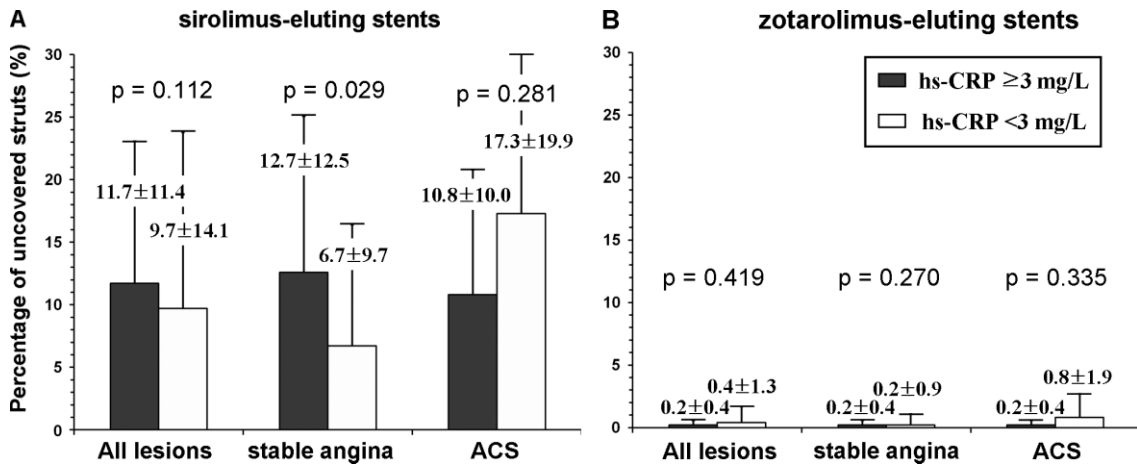 A
sirolimus-eluting stents
Percentage of uncovered struts (%)
30
25
20
15
10
5
0
p = 0.112
p = 0.029
p = 0.281
11.7±11.4
9.7±14.1
12.7±12.5
6.7±9.7
10.8±10.0
17.3±19.9
All lesions
stable angina
ACS
B
zotarolimus-eluting stents
30
25
20
15
10
5
0
hs-CRP ≥3 mg/L
hs-CRP <3 mg/L
p = 0.419
p = 0.270
p = 0.335
0.2±0.4
0.4±1.3
0.2±0.4
0.2±0.9
0.2±0.4
0.8±1.9
All lesions
stable angina
ACS